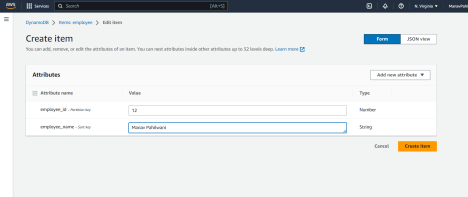 aws Services Search [Alt+S] N. Virginia ManavPahi
DynamoDB > Items: employee > Edit item
Create item
Form JSON view
You can add, remove, or edit the attributes of an item. You can nest attributes inside other attributes up to 32 levels deep. Learn more
Attributes Add new attribute
Attribute name Value Type
employee_id - Partition key 12 Number
employee_name - Sort key Manav Pahilwani String
Cancel Create item